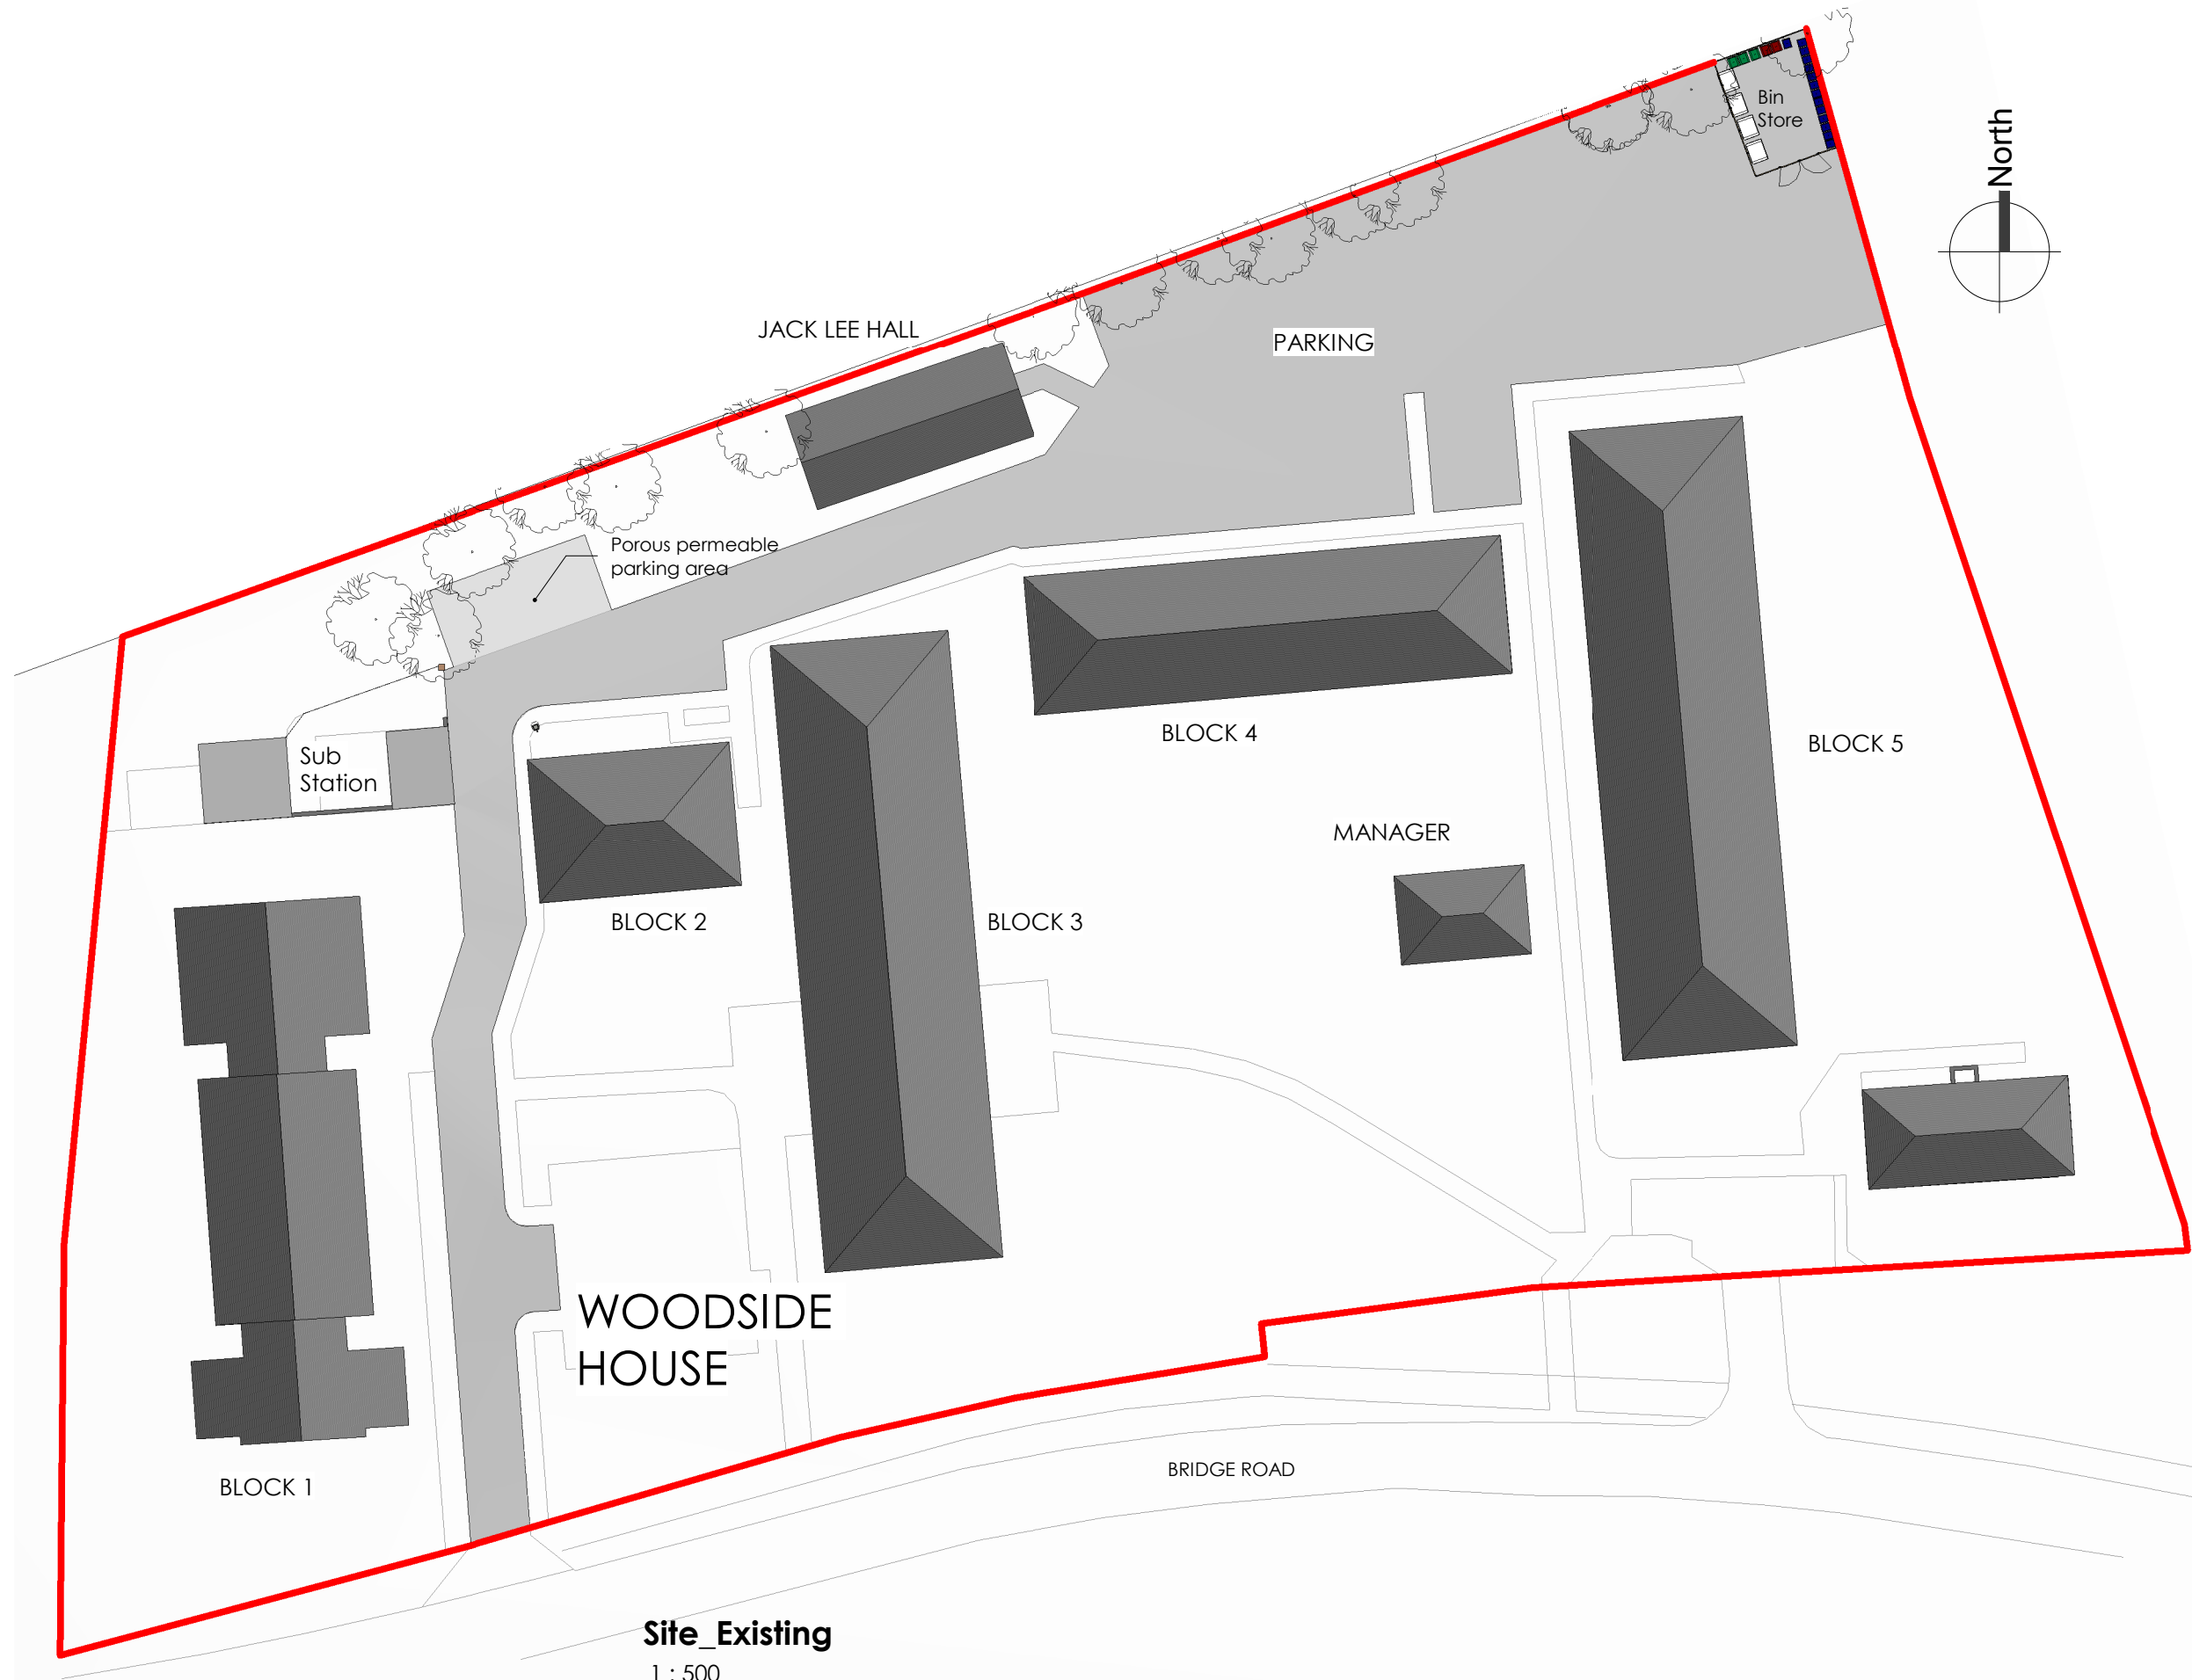 Bin
Store
North
JACK LEE HALL
PARKING
Porous permeable
parking area
BLOCK 4
BLOCK 5
Sub
Station
MANAGER
BLOCK 2
BLOCK 3
WOODSIDE
HOUSE
BLOCK 1
BRIDGE ROAD
Site_Existing
1 : 500